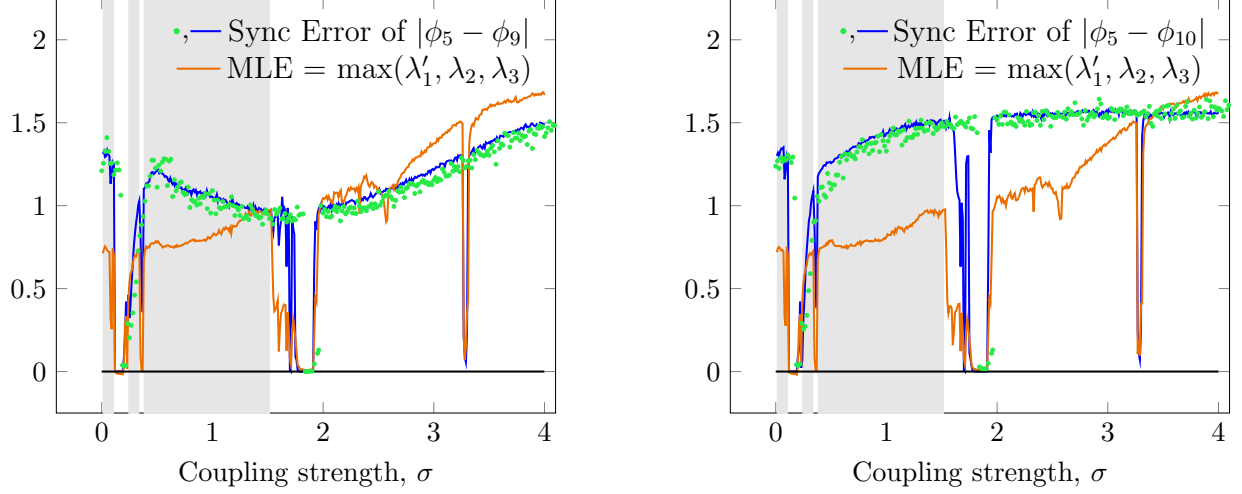 , Sync Error of |ϕ₅ − ϕ₉|
MLE = max(λ′₁, λ₂, λ₃)
2
1.5
1
0.5
0
0 1 2 3 4
Coupling strength, σ
, Sync Error of |ϕ₅ − ϕ₁₀|
MLE = max(λ′₁, λ₂, λ₃)
2
1.5
1
0.5
0
0 1 2 3 4
Coupling strength, σ